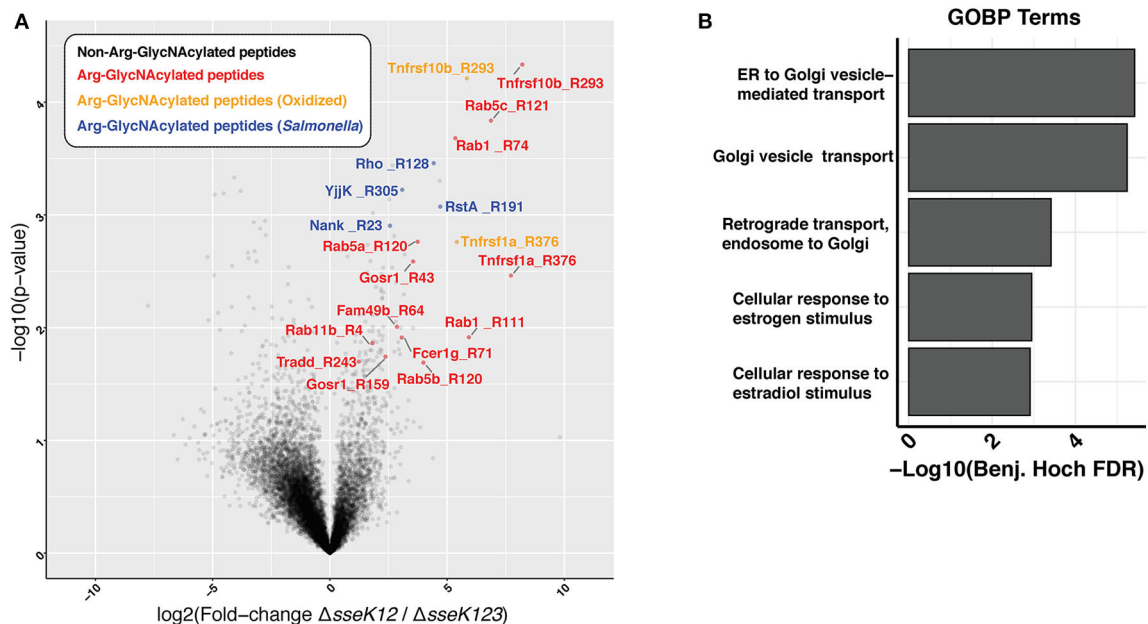 A
Non-Arg-GlycNAcylated peptides
Arg-GlycNAcylated peptides
Arg-GlycNAcylated peptides (Oxidized)
Arg-GlycNAcylated peptides (Salmonella)
Tnfrsf10b_R293
Tnfrsf10b_R293
Rab5c_R121
Rab1 _R74
Rho _R128
YjjK _R305
RstA _R191
Nank _R23
Rab5a_R120
Tnfrsf1a_R376
Tnfrsf1a_R376
Gosr1_R43
Fam49b_R64
Rab1 _R111
Rab11b_R4
Fcer1g_R71
Tradd_R243
Rab5b_R120
Gosr1_R159
4
3
2
1
0
−log10(p−value)
−10
−5
0
5
10
log2(Fold−change ΔsseK12 / ΔsseK123)
B
GOBP Terms
ER to Golgi vesicle−
mediated transport
Golgi vesicle transport
Retrograde transport,
endosome to Golgi
Cellular response to
estrogen stimulus
Cellular response to
estradiol stimulus
0
2
4
−Log10(Benj. Hoch FDR)